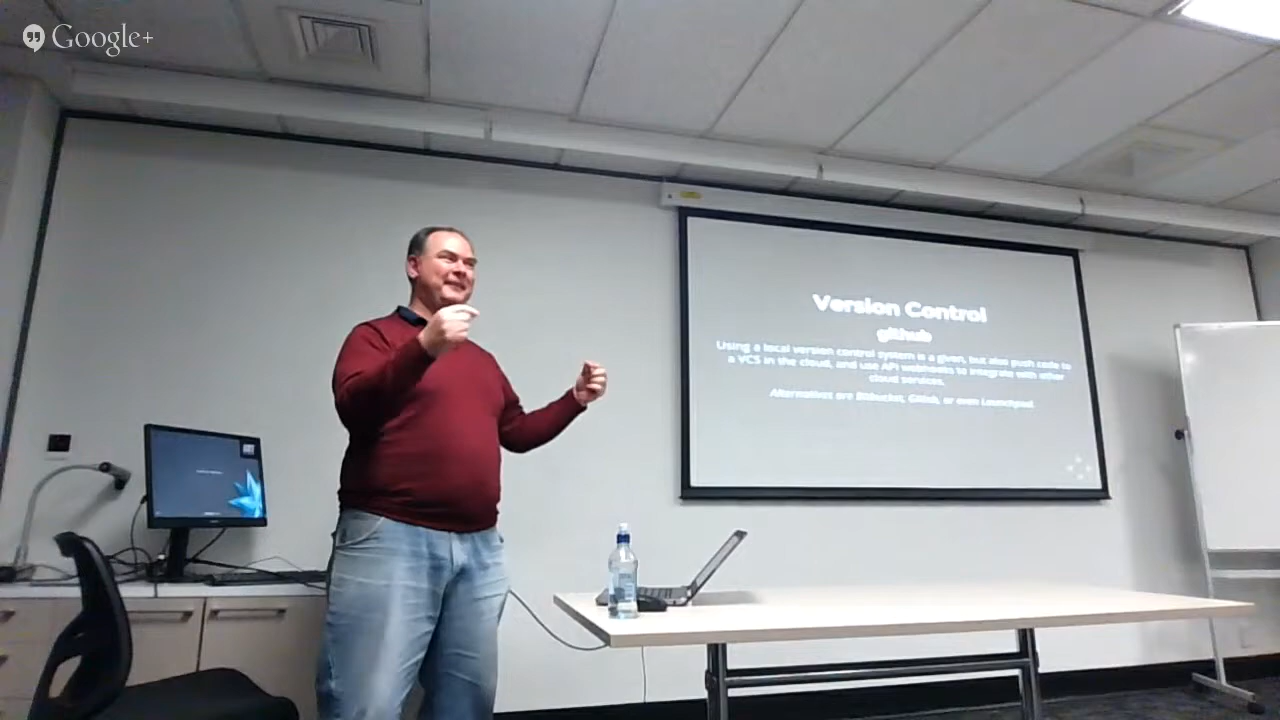 Google+
Version Control
github
Using a local version control system is a given, but also push code to
a VCS in the cloud, and use API webhooks to integrate with other
cloud services.
Alternatives are Bitbucket, Gitlab, or even Launchpad.